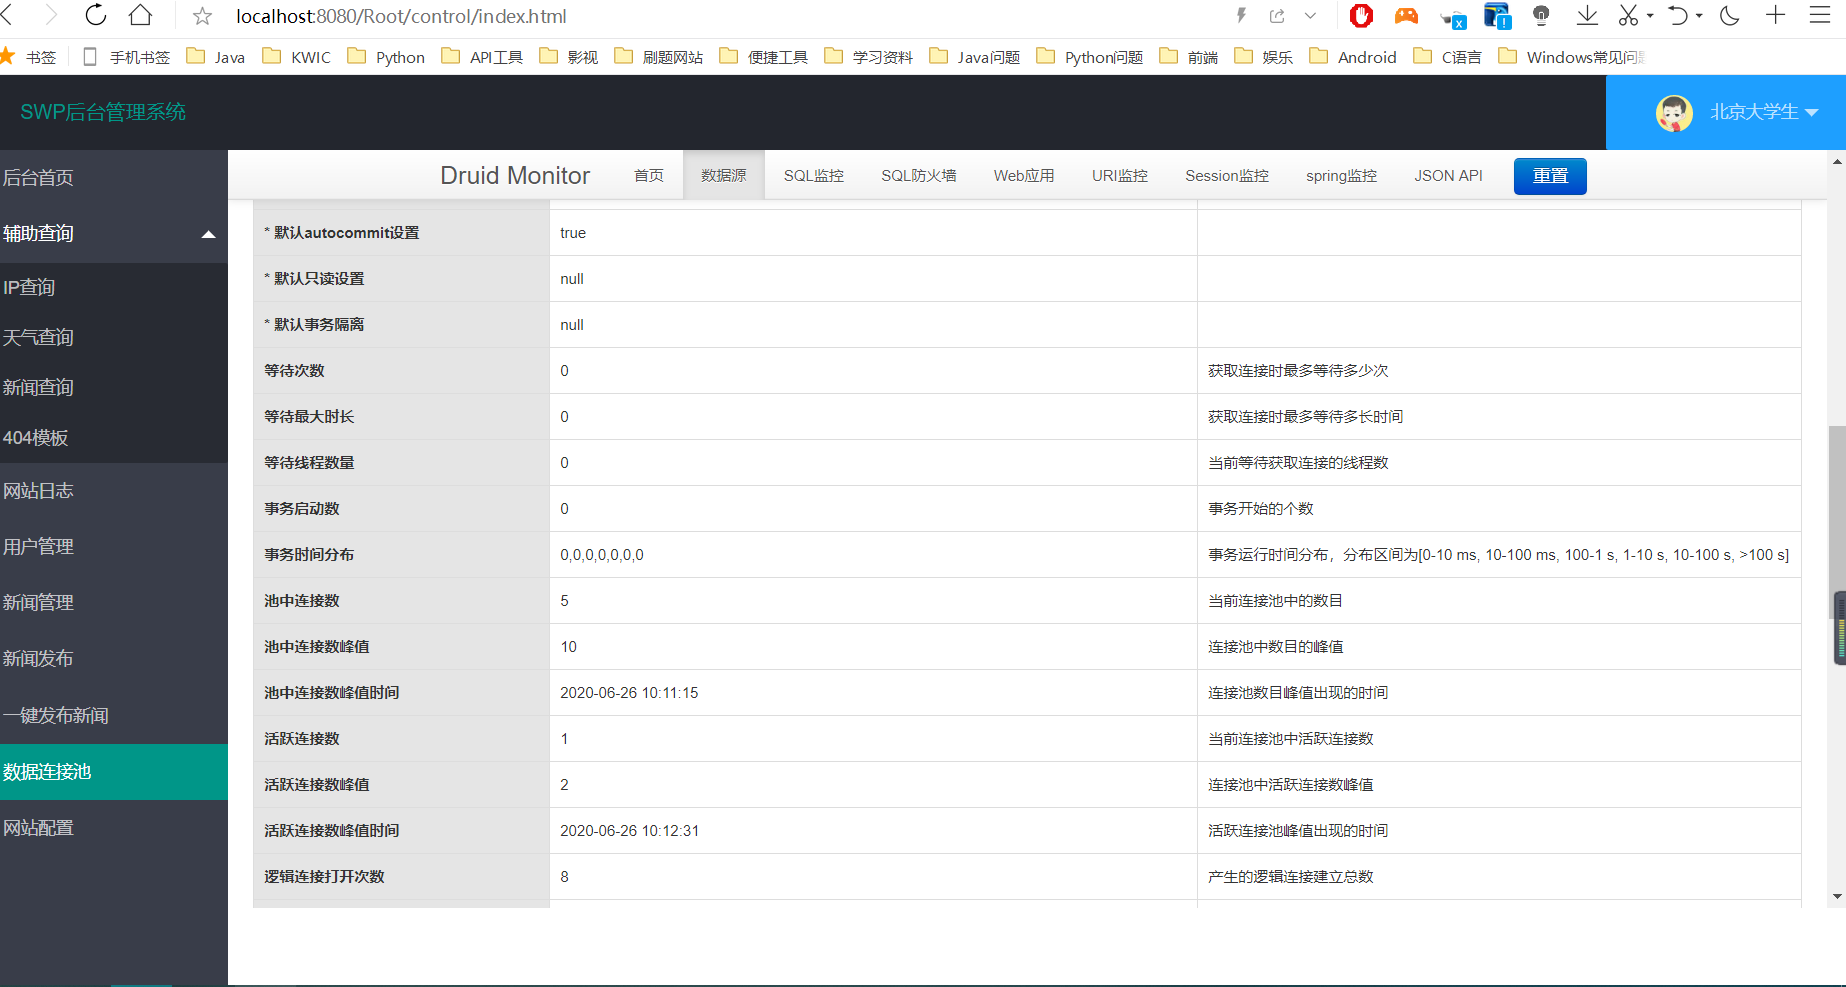 localhost:8080/Root/control/index.html
书签 手机书签 Java KWIC Python API工具 影视 刷题网站 便捷工具 学习资料 Java问题 Python问题 前端 娱乐 Android C语言 Windows常见问题
SWP后台管理系统 北京大学生
后台首页
辅助查询
IP查询
天气查询
新闻查询
404模板
网站日志
用户管理
新闻管理
新闻发布
一键发布新闻
数据连接池
网站配置
Druid Monitor 首页 数据源 SQL监控 SQL防火墙 Web应用 URI监控 Session监控 spring监控 JSON API 重置
* 默认autocommit设置 true
* 默认只读设置 null
* 默认事务隔离 null
等待次数 0 获取连接时最多等待多少次
等待最大时长 0 获取连接时最多等待多长时间
等待线程数量 0 当前等待获取连接的线程数
事务启动数 0 事务开始的个数
事务时间分布 0,0,0,0,0,0,0 事务运行时间分布，分布区间为[0-10 ms, 10-100 ms, 100-1 s, 1-10 s, 10-100 s, >100 s]
池中连接数 5 当前连接池中的数目
池中连接数峰值 10 连接池中数目的峰值
池中连接数峰值时间 2020-06-26 10:11:15 连接池数目峰值出现的时间
活跃连接数 1 当前连接池中活跃连接数
活跃连接数峰值 2 连接池中活跃连接数峰值
活跃连接数峰值时间 2020-06-26 10:12:31 活跃连接池峰值出现的时间
逻辑连接打开次数 8 产生的逻辑连接建立总数